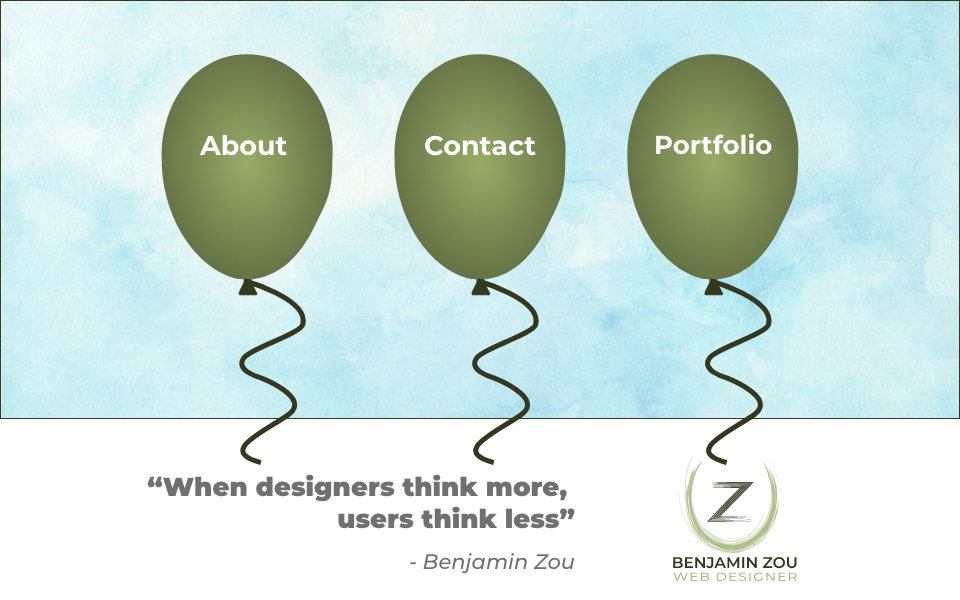 About
Contact
Portfolio
“When designers think more,
users think less”
- Benjamin Zou
Z
BENJAMIN ZOU
WEB DESIGNER